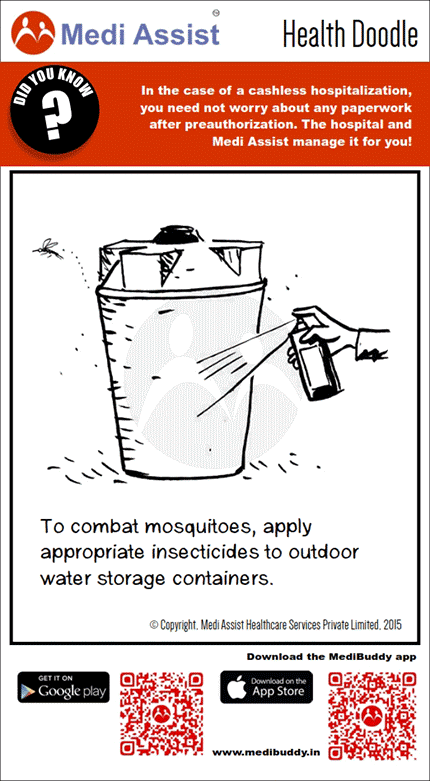 Medi Assist
Health Doodle
DID YOU KNOW
?
In the case of a cashless hospitalization,
you need not worry about any paperwork
after preauthorization. The hospital and
Medi Assist manage it for you!
To combat mosquitoes, apply
appropriate insecticides to outdoor
water storage containers.
© Copyright, Medi Assist Healthcare Services Private Limited, 2015
Download the MediBuddy app
GET IT ON
Google play
Download on the
App Store
www.medibuddy.in